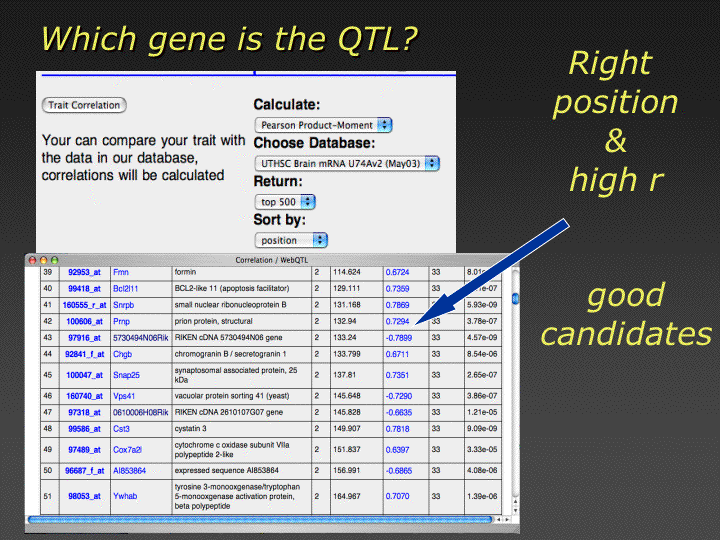 Which gene is the QTL?
Right
position
&
high r
Trait Correlation
Your can compare your trait with
the data in our database,
correlations will be calculated
Calculate:
Pearson Product-Moment
Choose Database:
UTHSC Brain mRNA U74Av2 (May03)
Return:
top 500
Sort by:
position
good
candidates
Correlation / WebQTL
39 92953_at Fmn formin 2 114.624 0.6724 33
40 99418_at Bcl2l11 BCL2-like 11 (apoptosis facilitator) 2 129.111 0.7359
41 160555_r_at Snrpb small nuclear ribonucleoprotein B 2 131.168 0.7869 33 5.93e-09
42 100606_at Prnp prion protein, structural 2 132.94 0.7294 33 3.78e-07
43 97916_at 5730494N06Rik RIKEN cDNA 5730494N06 gene 2 133.24 -0.7899 33 4.57e-09
44 92841_f_at Chgb chromogranin B / secretogranin 1 2 133.799 0.6711 33 8.54e-06
45 100047_at Snap25 synaptosomal associated protein, 25 kDa 2 137.81 0.7351 33 2.65e-07
46 160740_at Vps41 vacuolar protein sorting 41 (yeast) 2 145.648 -0.7290 33 3.86e-07
47 97318_at 0610006H08Rik RIKEN cDNA 2610107G07 gene 2 145.828 -0.6635 33 1.21e-05
48 99586_at Cst3 cystatin 3 2 149.907 0.7818 33 9.09e-09
49 97489_at Cox7a2l cytochrome c oxidase subunit VIIa polypeptide 2-like 2 151.837 0.6397 33 3.33e-05
50 96687_f_at AI853864 expressed sequence AI853864 2 156.991 -0.6865 33 4.08e-06
51 98053_at Ywhab tyrosine 3-monooxgenase/tryptophan 5-monooxgenase activation protein, beta polypeptide 2 164.967 0.7070 33 1.39e-06